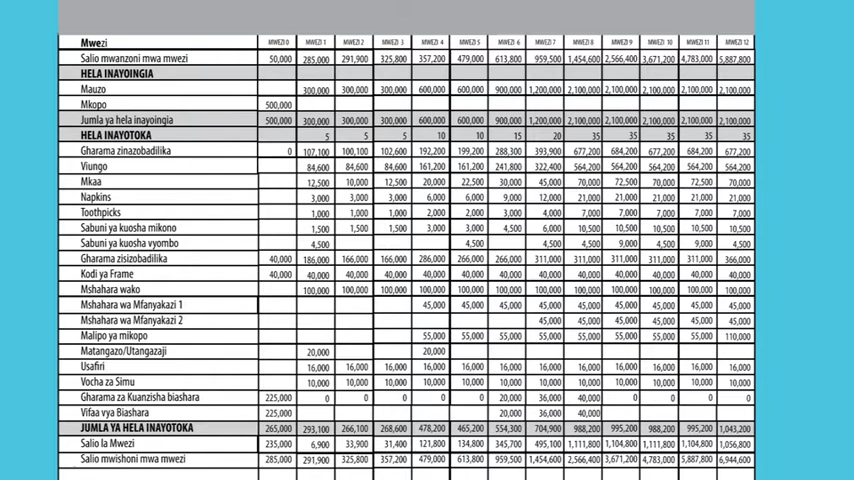 Mwezi MWEZI 0 MWEZI 1 MWEZI 2 MWEZI 3 MWEZI 4 MWEZI 5 MWEZI 6 MWEZI 7 MWEZI 8 MWEZI 9 MWEZI 10 MWEZI 11 MWEZI 12
Salio mwanzoni mwa mwezi 50,000 285,000 291,900 325,800 357,200 479,000 613,800 959,500 1,454,600 2,566,400 3,671,200 4,783,000 5,887,800
HELA INAYOINGIA
Mauzo 300,000 300,000 300,000 600,000 600,000 900,000 1,200,000 2,100,000 2,100,000 2,100,000 2,100,000 2,100,000
Mkopo 500,000
Jumla ya hela inayoingia 500,000 300,000 300,000 300,000 600,000 600,000 900,000 1,200,000 2,100,000 2,100,000 2,100,000 2,100,000 2,100,000
HELA INAYOTOKA 5 5 5 10 10 15 20 35 35 35 35 35
Gharama zinazobadilika 0 107,100 100,100 102,600 192,200 199,200 288,300 393,900 677,200 684,200 677,200 684,200 677,200
Viungo 84,600 84,600 84,600 161,200 161,200 241,800 322,400 564,200 564,200 564,200 564,200 564,200
Mkaa 12,500 10,000 12,500 20,000 22,500 30,000 45,000 70,000 72,500 70,000 72,500 70,000
Napkins 3,000 3,000 3,000 6,000 6,000 9,000 12,000 21,000 21,000 21,000 21,000 21,000
Toothpicks 1,000 1,000 1,000 2,000 2,000 3,000 4,000 7,000 7,000 7,000 7,000 7,000
Sabuni ya kuosha mikono 1,500 1,500 1,500 3,000 3,000 4,500 6,000 10,500 10,500 10,500 10,500 10,500
Sabuni ya kuosha vyombo 4,500 4,500 4,500 4,500 9,000 4,500 9,000 4,500
Gharama zisizobadilika 40,000 186,000 166,000 166,000 286,000 266,000 266,000 311,000 311,000 311,000 311,000 311,000 366,000
Kodi ya Frame 40,000 40,000 40,000 40,000 40,000 40,000 40,000 40,000 40,000 40,000 40,000 40,000 40,000
Mshahara wako 100,000 100,000 100,000 100,000 100,000 100,000 100,000 100,000 100,000 100,000 100,000 100,000
Mshahara wa Mfanyakazi 1 45,000 45,000 45,000 45,000 45,000 45,000 45,000 45,000 45,000
Mshahara wa Mfanyakazi 2 45,000 45,000 45,000 45,000 45,000 45,000
Malipo ya mikopo 55,000 55,000 55,000 55,000 55,000 55,000 55,000 55,000 110,000
Matangazo/Utangazaji 20,000 20,000
Usafiri 16,000 16,000 16,000 16,000 16,000 16,000 16,000 16,000 16,000 16,000 16,000 16,000
Vocha za Simu 10,000 10,000 10,000 10,000 10,000 10,000 10,000 10,000 10,000 10,000 10,000 10,000
Gharama za Kuanzisha biashara 225,000 0 0 0 0 0 20,000 36,000 40,000 0 0 0 0
Vifaa vya Biashara 225,000 20,000 36,000 40,000
JUMLA YA HELA INAYOTOKA 265,000 293,100 266,100 268,600 478,200 465,200 554,300 704,900 988,200 995,200 988,200 995,200 1,043,200
Salio la Mwezi 235,000 6,900 33,900 31,400 121,800 134,800 345,700 495,100 1,111,800 1,104,800 1,111,800 1,104,800 1,056,800
Salio mwishoni mwa mwezi 285,000 291,900 325,800 357,200 479,000 613,800 959,500 1,454,600 2,566,400 3,671,200 4,783,000 5,887,800 6,944,600